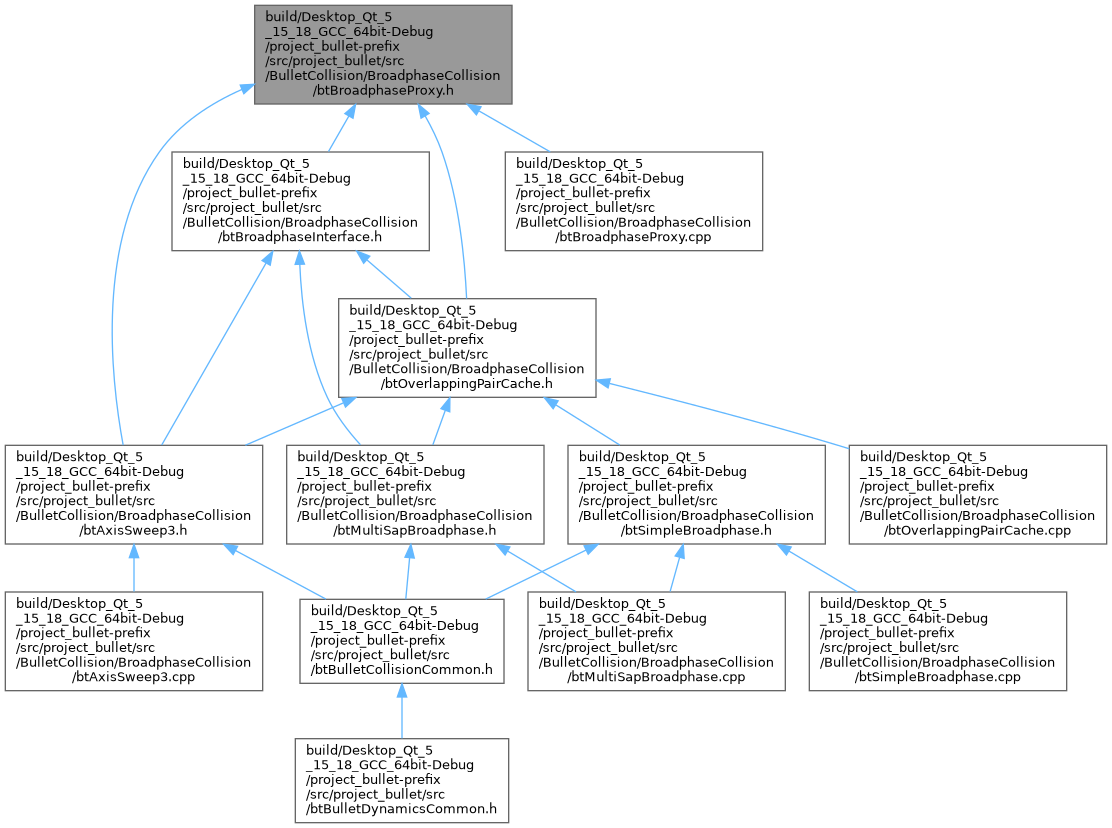 build/Desktop_Qt_5
_15_18_GCC_64bit-Debug
/project_bullet-prefix
/src/project_bullet/src
/BulletCollision/BroadphaseCollision
/btBroadphaseProxy.h
build/Desktop_Qt_5
_15_18_GCC_64bit-Debug
/project_bullet-prefix
/src/project_bullet/src
/BulletCollision/BroadphaseCollision
/btBroadphaseInterface.h
build/Desktop_Qt_5
_15_18_GCC_64bit-Debug
/project_bullet-prefix
/src/project_bullet/src
/BulletCollision/BroadphaseCollision
/btBroadphaseProxy.cpp
build/Desktop_Qt_5
_15_18_GCC_64bit-Debug
/project_bullet-prefix
/src/project_bullet/src
/BulletCollision/BroadphaseCollision
/btOverlappingPairCache.h
build/Desktop_Qt_5
_15_18_GCC_64bit-Debug
/project_bullet-prefix
/src/project_bullet/src
/BulletCollision/BroadphaseCollision
/btAxisSweep3.h
build/Desktop_Qt_5
_15_18_GCC_64bit-Debug
/project_bullet-prefix
/src/project_bullet/src
/BulletCollision/BroadphaseCollision
/btMultiSapBroadphase.h
build/Desktop_Qt_5
_15_18_GCC_64bit-Debug
/project_bullet-prefix
/src/project_bullet/src
/BulletCollision/BroadphaseCollision
/btSimpleBroadphase.h
build/Desktop_Qt_5
_15_18_GCC_64bit-Debug
/project_bullet-prefix
/src/project_bullet/src
/BulletCollision/BroadphaseCollision
/btOverlappingPairCache.cpp
build/Desktop_Qt_5
_15_18_GCC_64bit-Debug
/project_bullet-prefix
/src/project_bullet/src
/BulletCollision/BroadphaseCollision
/btAxisSweep3.cpp
build/Desktop_Qt_5
_15_18_GCC_64bit-Debug
/project_bullet-prefix
/src/project_bullet/src
/btBulletCollisionCommon.h
build/Desktop_Qt_5
_15_18_GCC_64bit-Debug
/project_bullet-prefix
/src/project_bullet/src
/BulletCollision/BroadphaseCollision
/btMultiSapBroadphase.cpp
build/Desktop_Qt_5
_15_18_GCC_64bit-Debug
/project_bullet-prefix
/src/project_bullet/src
/BulletCollision/BroadphaseCollision
/btSimpleBroadphase.cpp
build/Desktop_Qt_5
_15_18_GCC_64bit-Debug
/project_bullet-prefix
/src/project_bullet/src
/btBulletDynamicsCommon.h